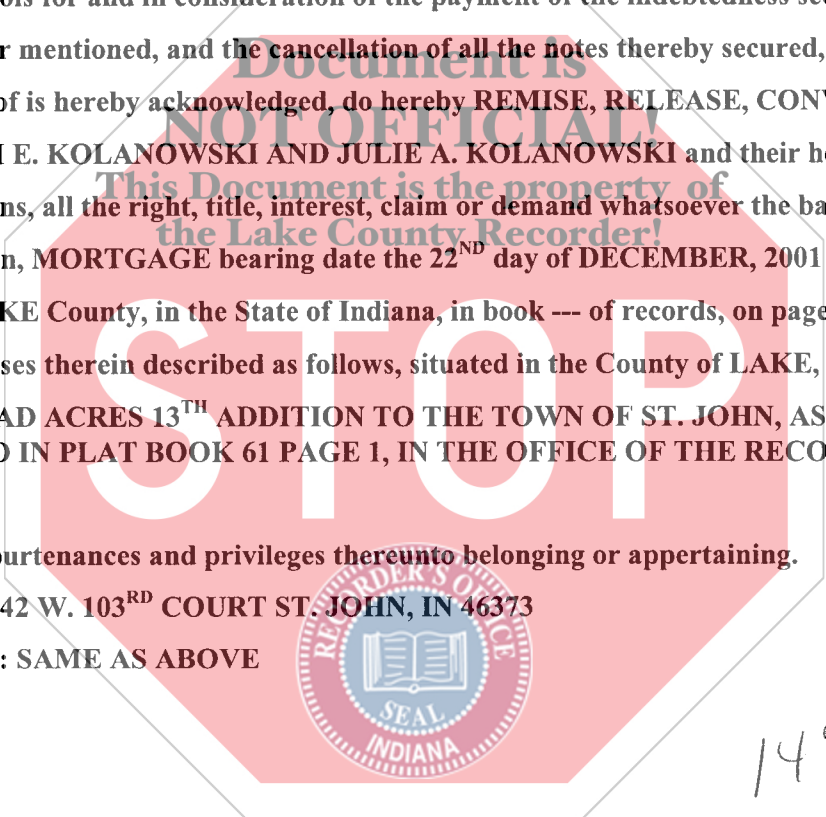 ols for and in consideration of the payment of the indebtedness sec
r mentioned, and the cancellation of all the notes thereby secured,
of is hereby acknowledged, do hereby REMISE, RELEASE, CONV
E. KOLANOWSKI AND JULIE A. KOLANOWSKI and their he
ns, all the right, title, interest, claim or demand whatsoever the ba
n, MORTGAGE bearing date the 22ND day of DECEMBER, 2001
KE County, in the State of Indiana, in book --- of records, on page
ses therein described as follows, situated in the County of LAKE,
AD ACRES 13TH ADDITION TO THE TOWN OF ST. JOHN, AS
IN PLAT BOOK 61 PAGE 1, IN THE OFFICE OF THE RECO
purtenances and privileges thereunto belonging or appertaining.
42 W. 103RD COURT ST. JOHN, IN 46373
: SAME AS ABOVE
Document is
NOT OFFICIAL!
This Document is the property of
the Lake County Recorder!
STOP
RECORDER'S OFFICE
SEAL
INDIANA
14